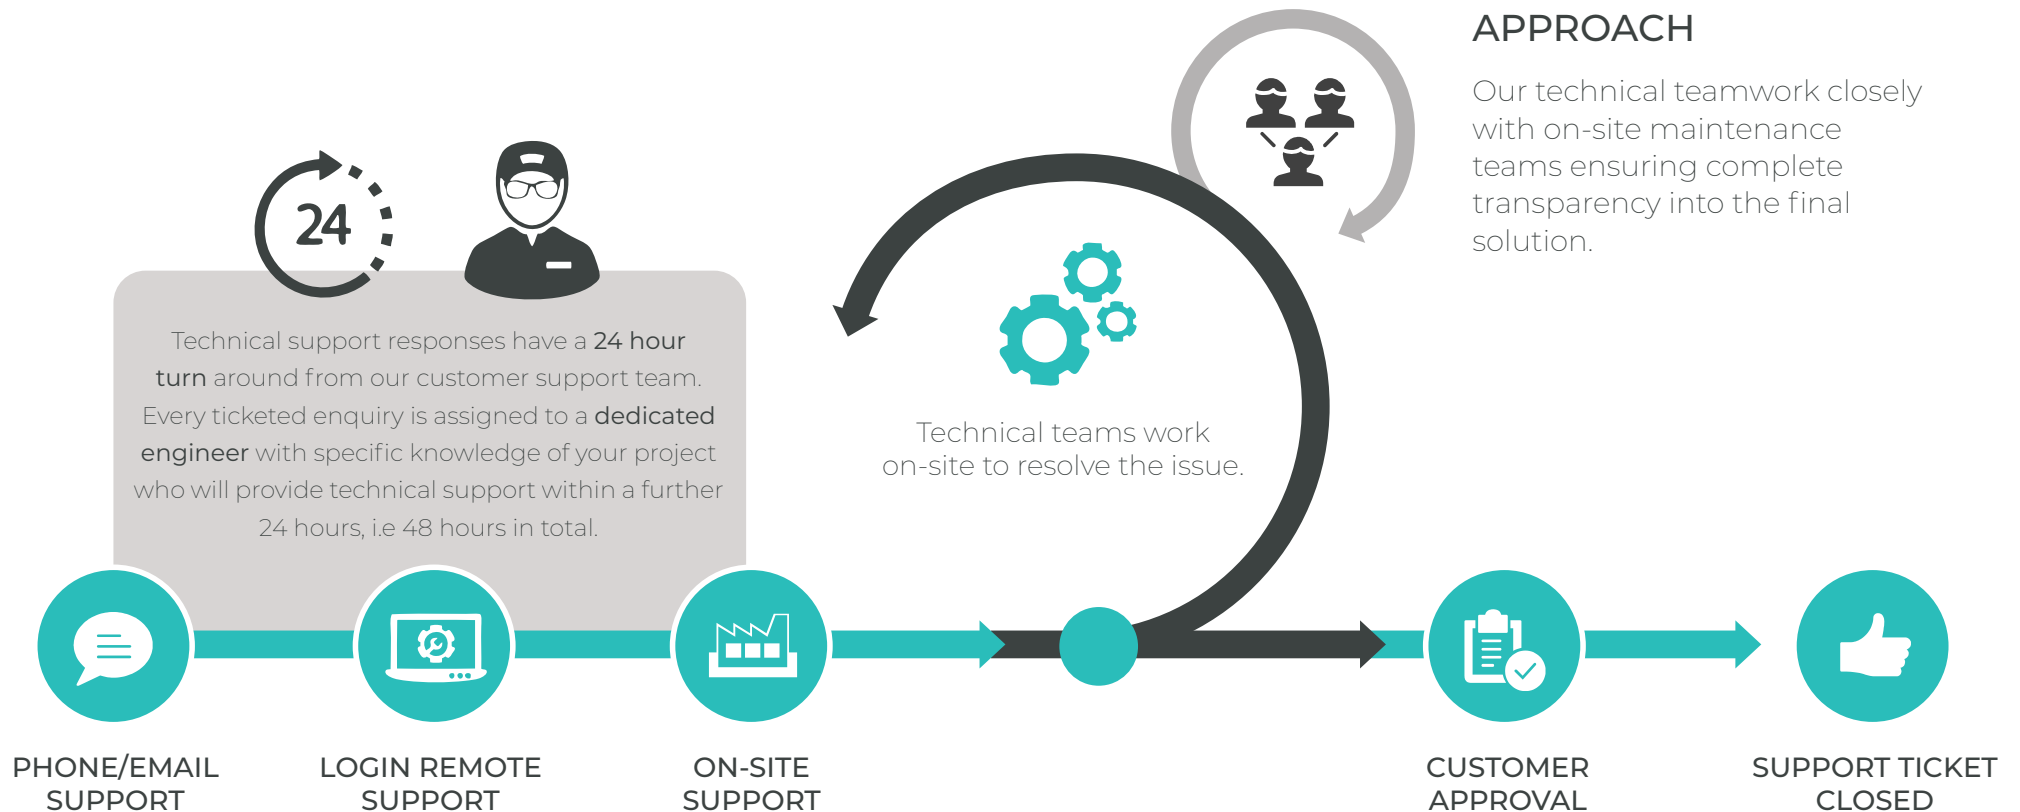 APPROACH
Our technical teamwork closely
with on-site maintenance
teams ensuring complete
transparency into the final
solution.
24
Technical support responses have a 24 hour
turn around from our customer support team.
Every ticketed enquiry is assigned to a dedicated
engineer with specific knowledge of your project
who will provide technical support within a further
24 hours, i.e 48 hours in total.
Technical teams work
on-site to resolve the issue.
PHONE/EMAIL
SUPPORT
LOGIN REMOTE
SUPPORT
ON-SITE
SUPPORT
CUSTOMER
APPROVAL
SUPPORT TICKET
CLOSED